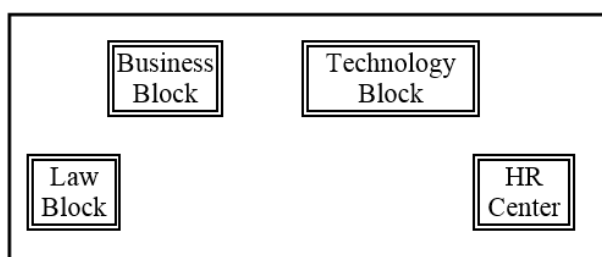 Business
Block
Technology
Block
Law
Block
HR
Center